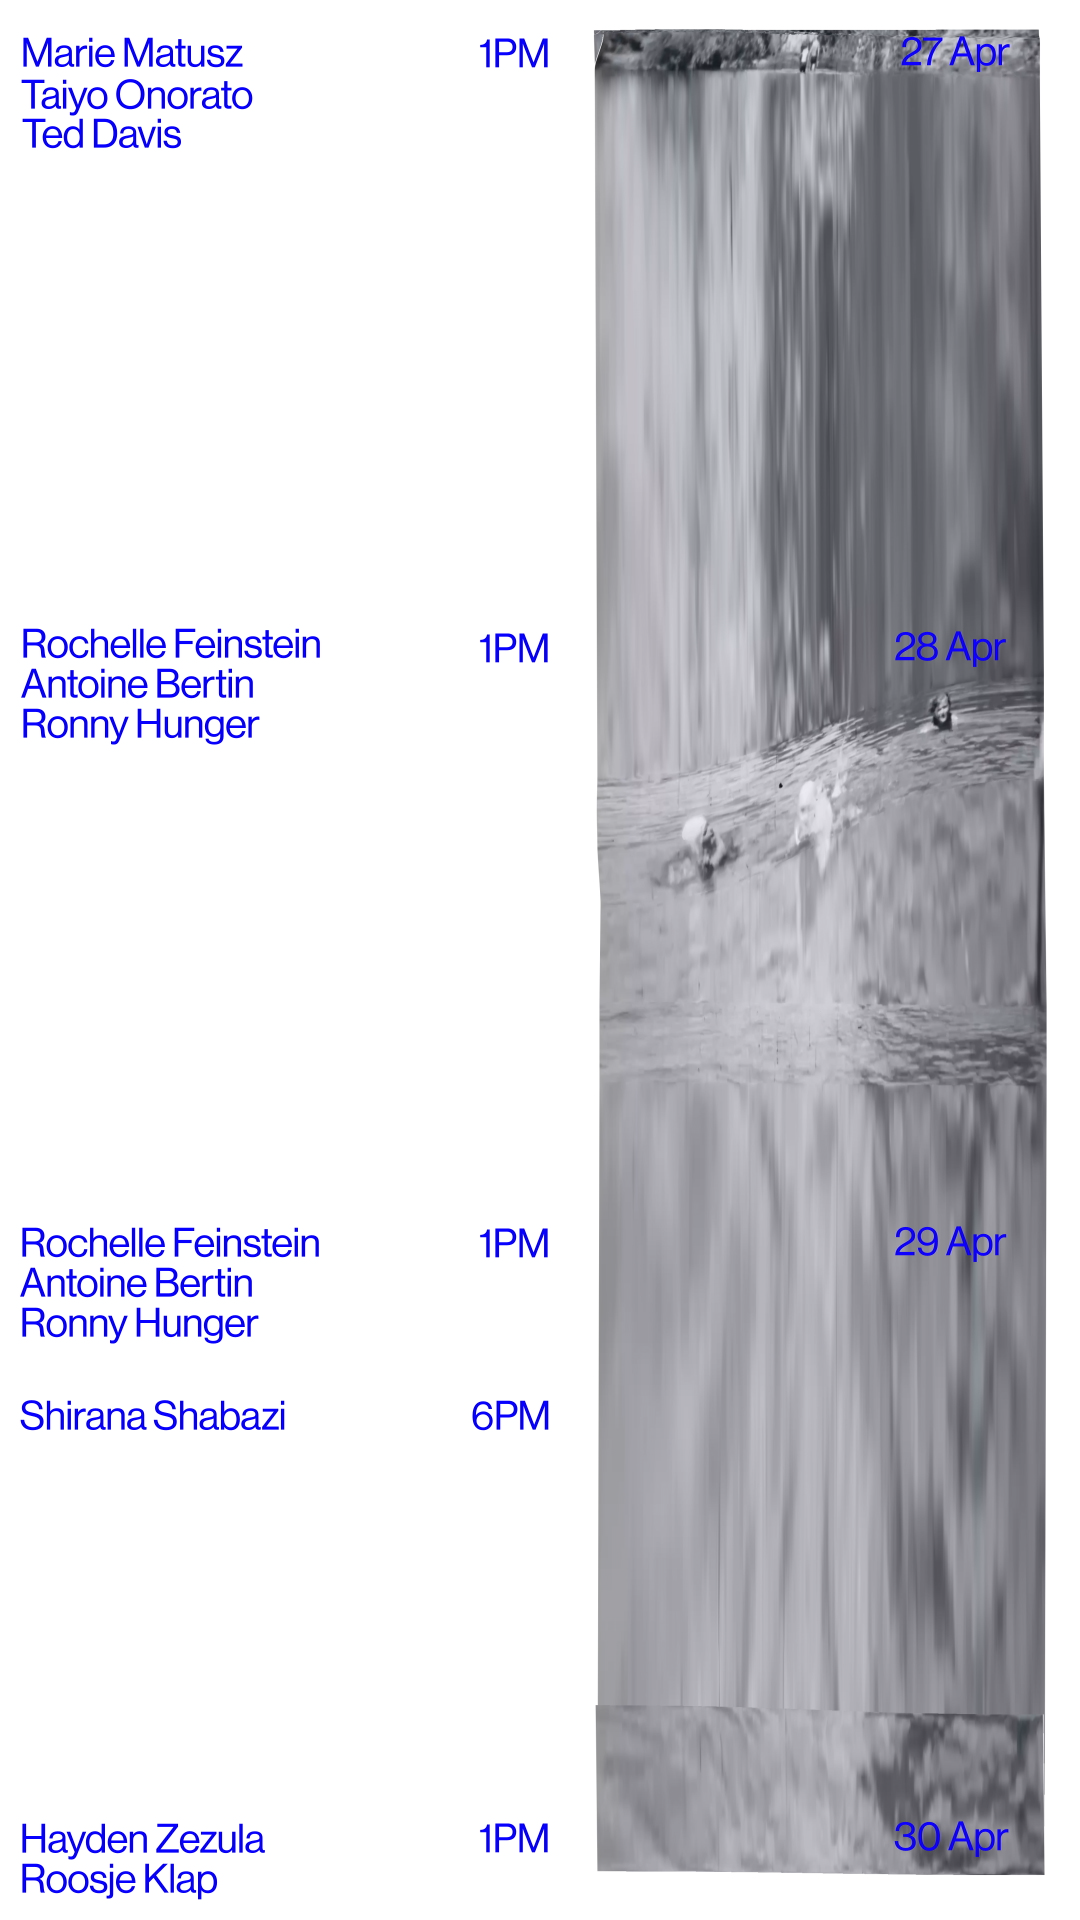 Marie Matusz 1PM 27 Apr
Taiyo Onorato
Ted Davis
Rochelle Feinstein 1PM 28 Apr
Antoine Bertin
Ronny Hunger
Rochelle Feinstein 1PM 29 Apr
Antoine Bertin
Ronny Hunger
Shirana Shabazi 6PM
Hayden Zezula 1PM 30 Apr
Roosje Klap